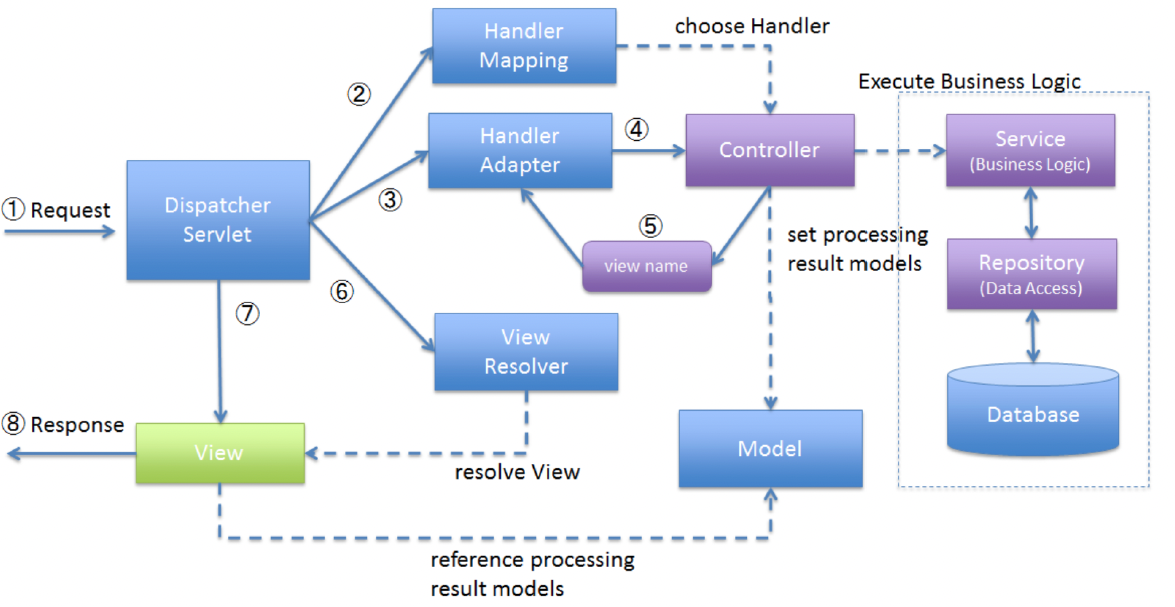 Handler
Mapping
choose Handler
②
Execute Business Logic
Handler
Adapter
④
Controller
Service
(Business Logic)
① Request
Dispatcher
Servlet
③
⑤
view name
set processing
result models
Repository
(Data Access)
⑥
⑦
View
Resolver
Database
⑧ Response
View
resolve View
Model
reference processing
result models